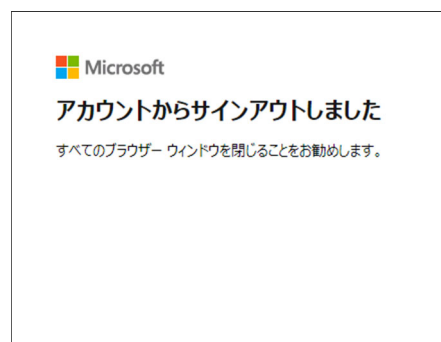 Microsoft
アカウントからサインアウトしました
すべてのブラウザー ウィンドウを閉じることをお勧めします。